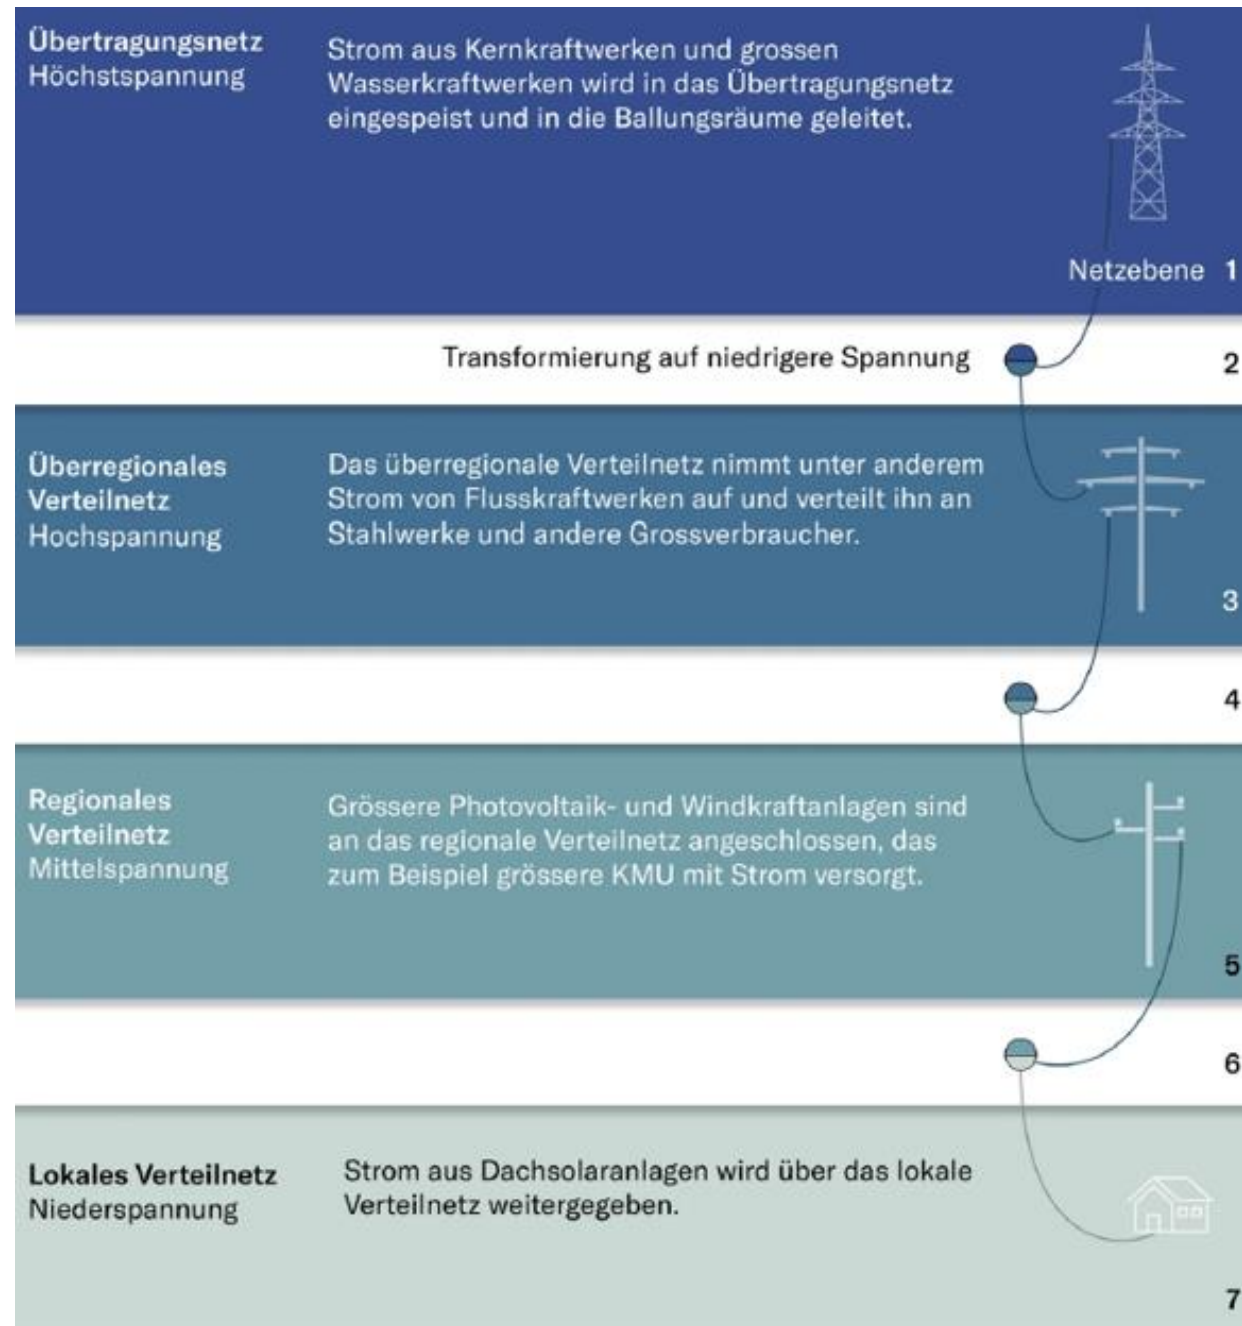 Übertragungsnetz
Höchstspannung
Strom aus Kernkraftwerken und grossen
Wasserkraftwerken wird in das Übertragungsnetz
eingespeist und in die Ballungsräume geleitet.
Netzebene 1
Transformierung auf niedrigere Spannung
2
Überregionales
Verteilnetz
Hochspannung
Das überregionale Verteilnetz nimmt unter anderem
Strom von Flusskraftwerken auf und verteilt ihn an
Stahlwerke und andere Grossverbraucher.
3
4
Regionales
Verteilnetz
Mittelspannung
Grössere Photovoltaik- und Windkraftanlagen sind
an das regionale Verteilnetz angeschlossen, das
zum Beispiel grössere KMU mit Strom versorgt.
5
6
Lokales Verteilnetz
Niederspannung
Strom aus Dachsolaranlagen wird über das lokale
Verteilnetz weitergegeben.
7